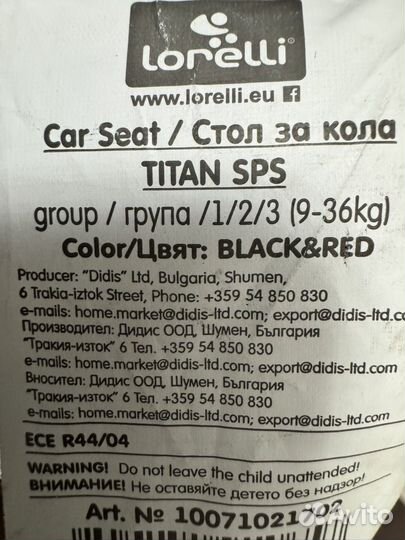 lorelli®
www.lorelli.eu f
Car Seat / Стол за кола
TITAN SPS
group / група /1/2/3 (9-36kg)
Color/Цвят: BLACK&RED
Producer: "Didis" Ltd, Bulgaria, Shumen,
6 Trakia-iztok Street, Phone: +359 54 850 830
e-mails: home.market@didis-ltd.com; export@didis-ltd.co
Производител: Дидис ООД, Шумен, България
"Тракия-изток" 6 Тел. +359 54 850 830
e-mails: home.market@didis-ltd.com; export@didis-ltd.com
Вносител: Дидис ООД, Шумен, България
"Тракия-изток" 6 Тел. +359 54 850 830
e-mails: home.market@didis-ltd.com; export@didis-ltd.com
ECE R44/04
WARNING! Do not leave the child unattended!
ВНИМАНИЕ! Не оставяйте детето без надзор!
Art. № 10071021
Avito